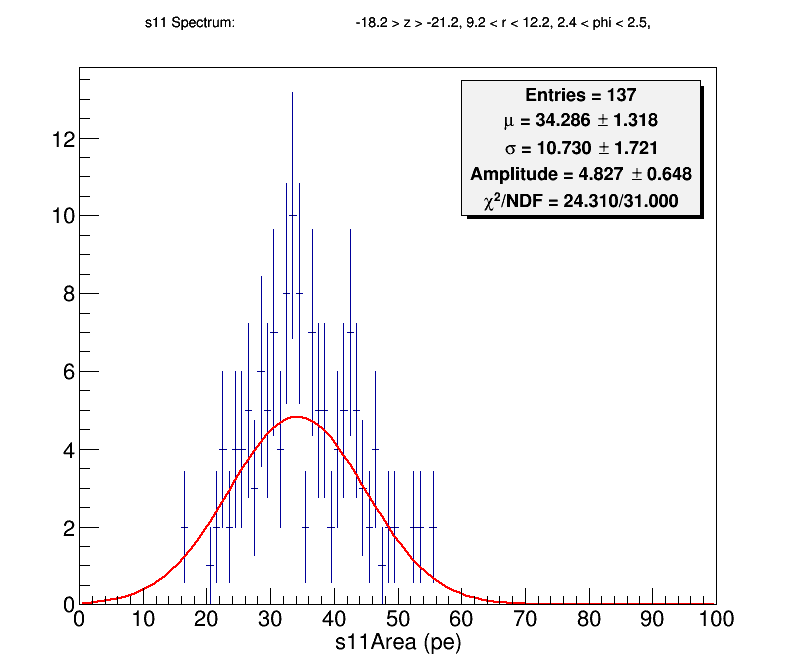 s11 Spectrum: -18.2 > z > -21.2, 9.2 < r < 12.2, 2.4 < phi < 2.5,
Entries = 137
μ = 34.286 ± 1.318
σ = 10.730 ± 1.721
Amplitude = 4.827 ± 0.648
χ²/NDF = 24.310/31.000
12
10
8
6
4
2
0
0 10 20 30 40 50 60 70 80 90 100
s11Area (pe)